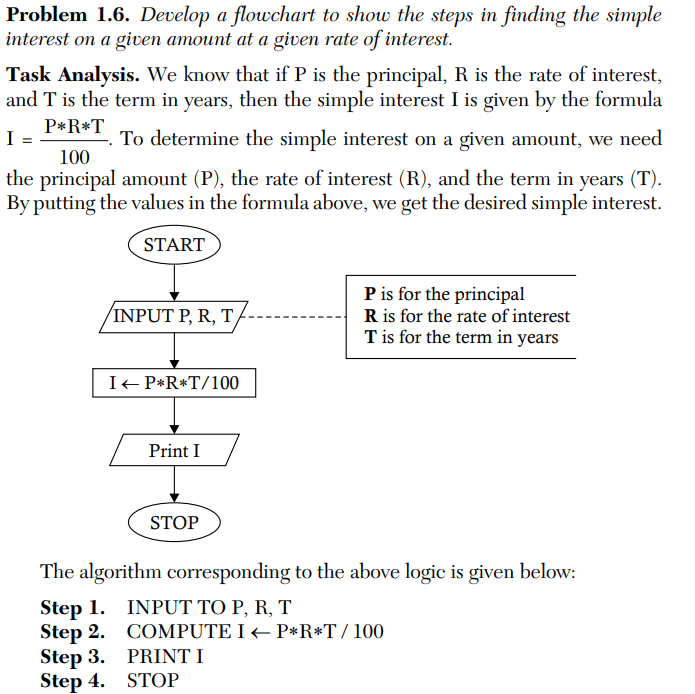 Problem 1.6. Develop a flowchart to show the steps in finding the simple
interest on a given amount at a given rate of interest.
Task Analysis. We know that if P is the principal, R is the rate of interest,
and T is the term in years, then the simple interest I is given by the formula
I = P*R*T / 100. To determine the simple interest on a given amount, we need
the principal amount (P), the rate of interest (R), and the term in years (T).
By putting the values in the formula above, we get the desired simple interest.
START
INPUT P, R, T
P is for the principal
R is for the rate of interest
T is for the term in years
I ← P*R*T/100
Print I
STOP
The algorithm corresponding to the above logic is given below:
Step 1. INPUT TO P, R, T
Step 2. COMPUTE I ← P*R*T / 100
Step 3. PRINT I
Step 4. STOP